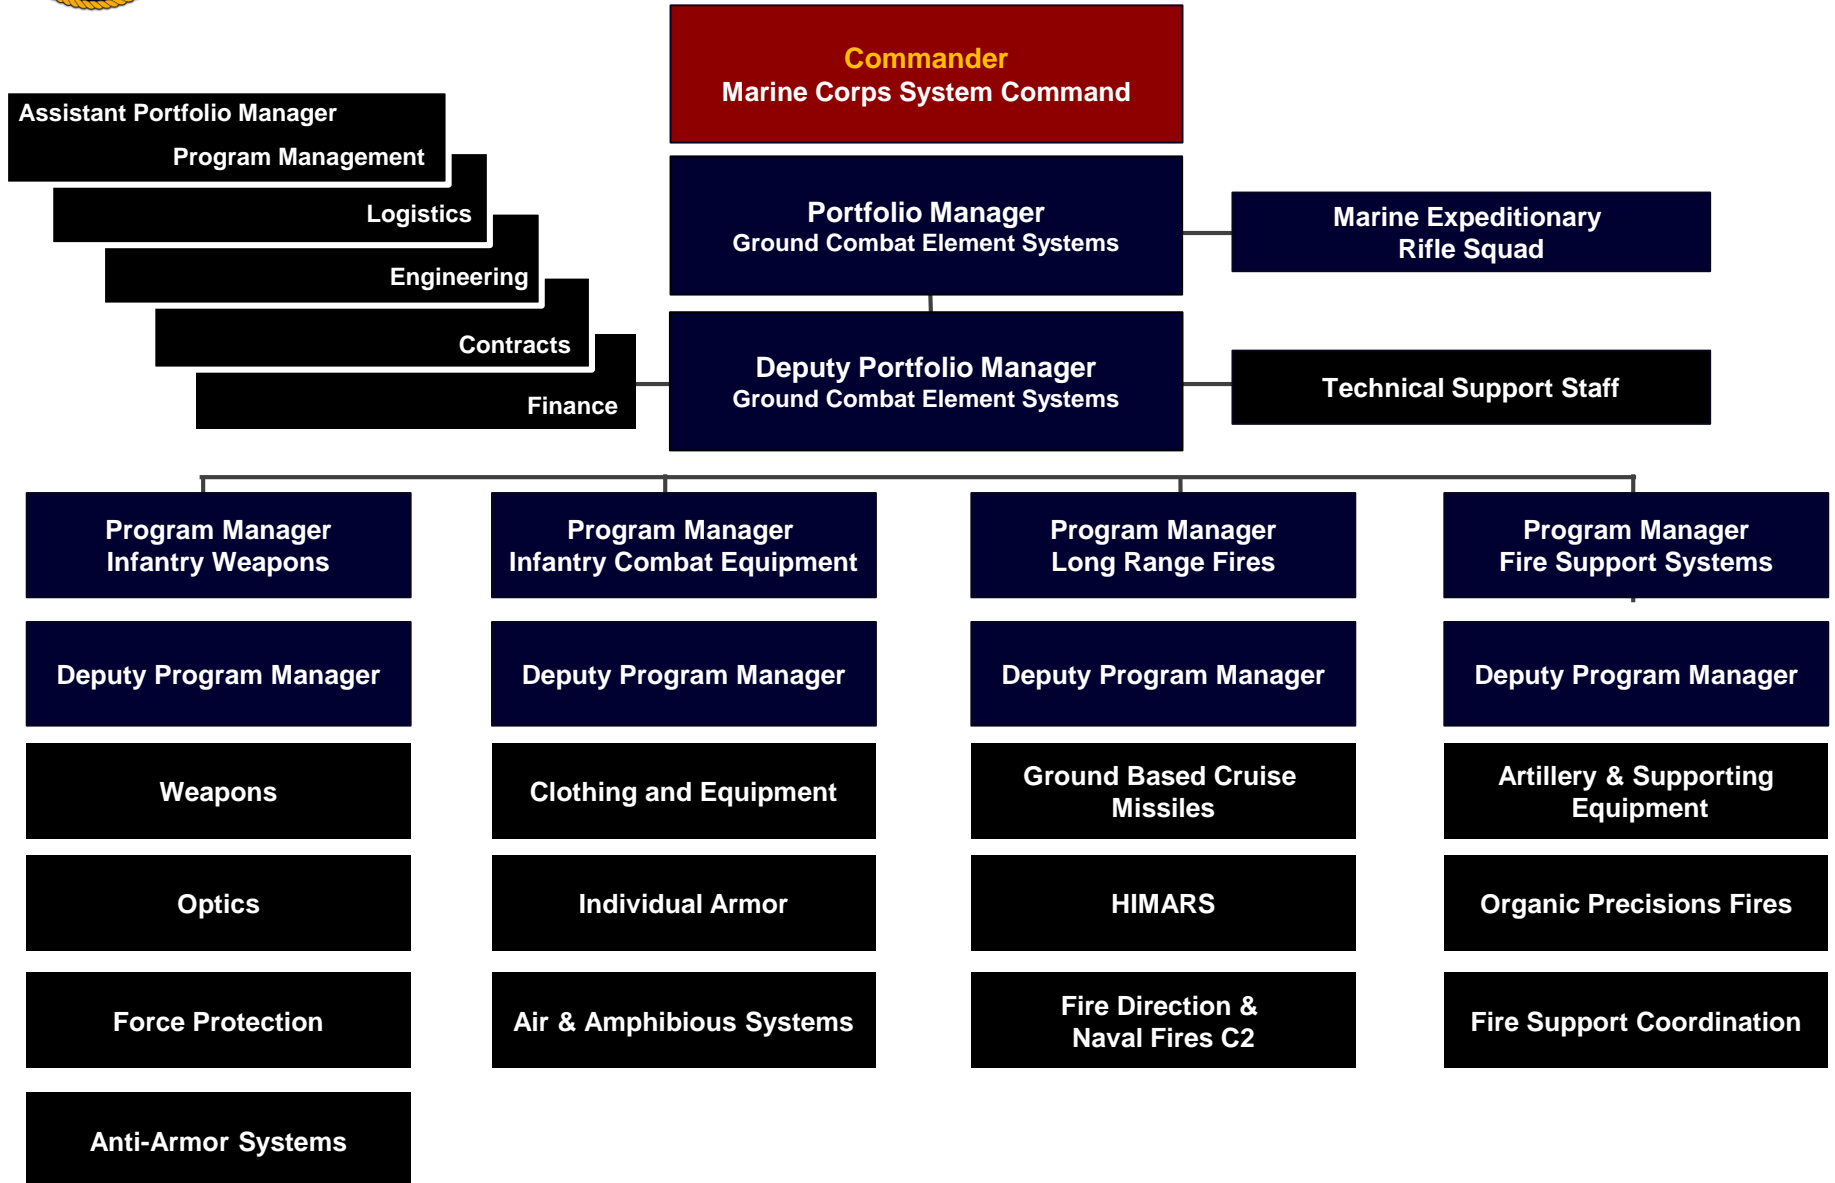 Commander
Marine Corps System Command
Assistant Portfolio Manager
Program Management
Logistics
Engineering
Contracts
Finance
Portfolio Manager
Ground Combat Element Systems
Marine Expeditionary
Rifle Squad
Deputy Portfolio Manager
Ground Combat Element Systems
Technical Support Staff
Program Manager
Infantry Weapons
Program Manager
Infantry Combat Equipment
Program Manager
Long Range Fires
Program Manager
Fire Support Systems
Deputy Program Manager
Deputy Program Manager
Deputy Program Manager
Deputy Program Manager
Weapons
Clothing and Equipment
Ground Based Cruise
Missiles
Artillery & Supporting
Equipment
Optics
Individual Armor
HIMARS
Organic Precisions Fires
Force Protection
Air & Amphibious Systems
Fire Direction &
Naval Fires C2
Fire Support Coordination
Anti-Armor Systems